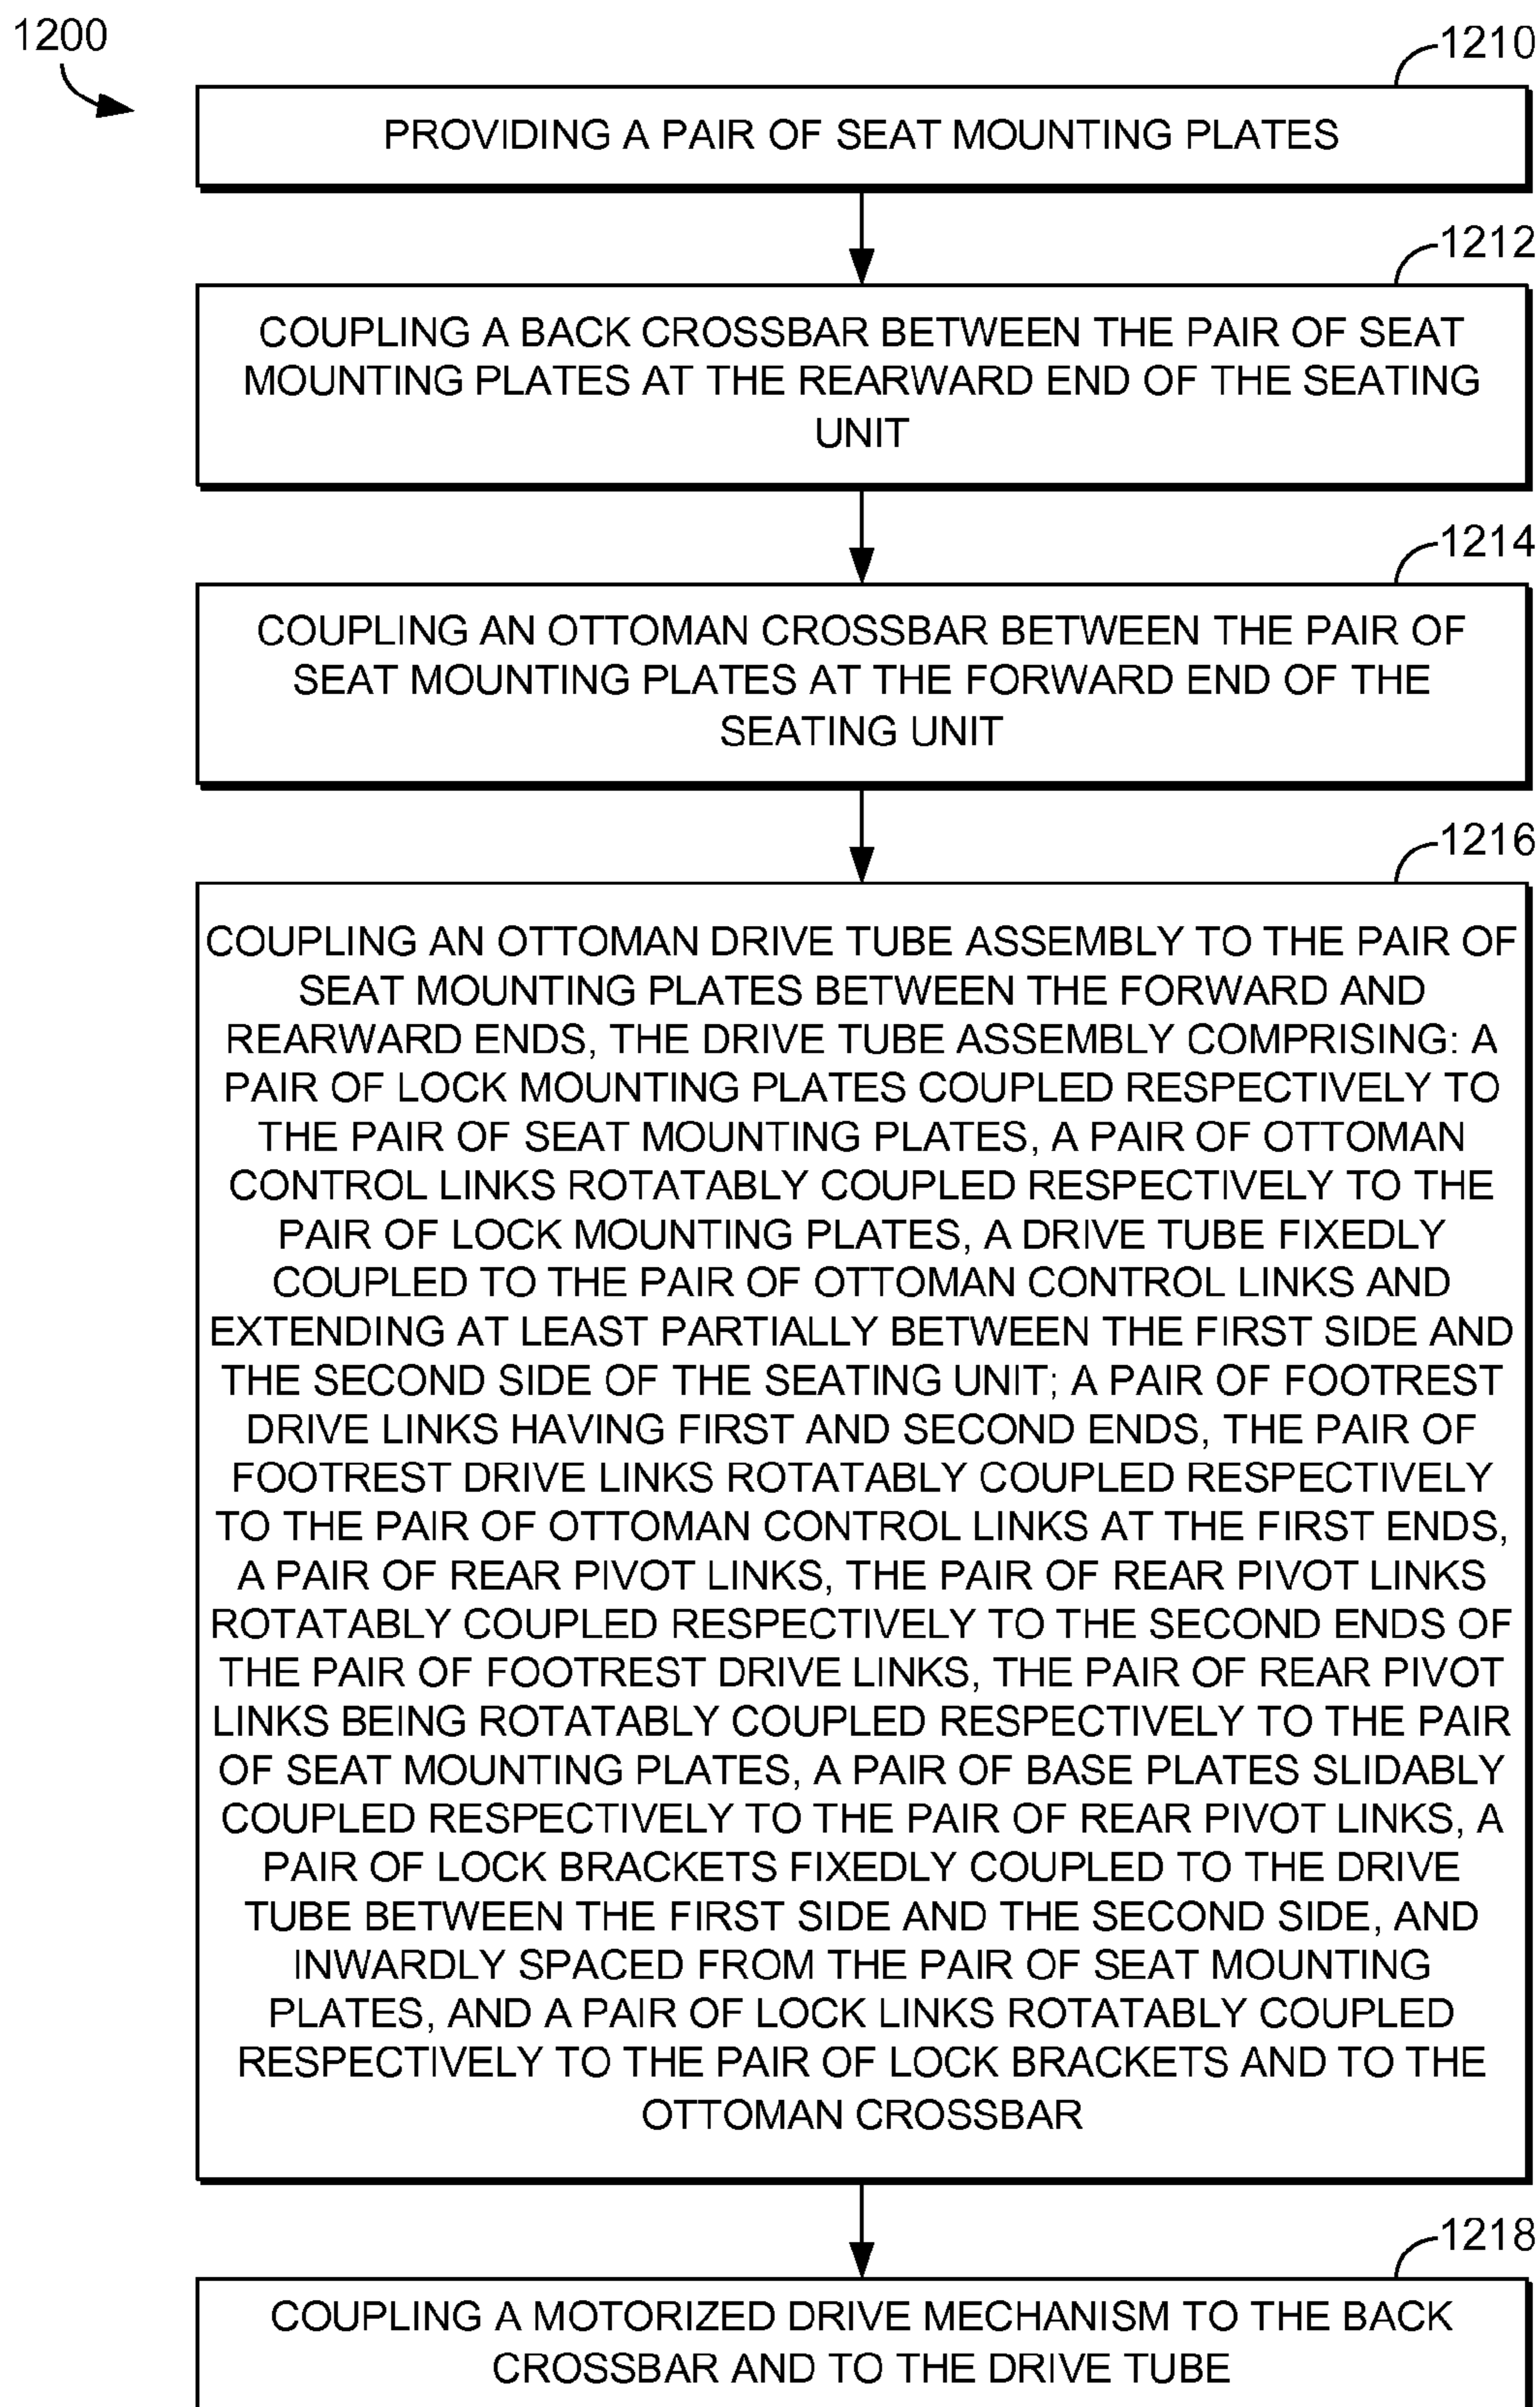 1200
1210
PROVIDING A PAIR OF SEAT MOUNTING PLATES
1212
COUPLING A BACK CROSSBAR BETWEEN THE PAIR OF SEAT
MOUNTING PLATES AT THE REARWARD END OF THE SEATING
UNIT
1214
COUPLING AN OTTOMAN CROSSBAR BETWEEN THE PAIR OF
SEAT MOUNTING PLATES AT THE FORWARD END OF THE
SEATING UNIT
1216
COUPLING AN OTTOMAN DRIVE TUBE ASSEMBLY TO THE PAIR OF
SEAT MOUNTING PLATES BETWEEN THE FORWARD AND
REARWARD ENDS, THE DRIVE TUBE ASSEMBLY COMPRISING: A
PAIR OF LOCK MOUNTING PLATES COUPLED RESPECTIVELY TO
THE PAIR OF SEAT MOUNTING PLATES, A PAIR OF OTTOMAN
CONTROL LINKS ROTATABLY COUPLED RESPECTIVELY TO THE
PAIR OF LOCK MOUNTING PLATES, A DRIVE TUBE FIXEDLY
COUPLED TO THE PAIR OF OTTOMAN CONTROL LINKS AND
EXTENDING AT LEAST PARTIALLY BETWEEN THE FIRST SIDE AND
THE SECOND SIDE OF THE SEATING UNIT; A PAIR OF FOOTREST
DRIVE LINKS HAVING FIRST AND SECOND ENDS, THE PAIR OF
FOOTREST DRIVE LINKS ROTATABLY COUPLED RESPECTIVELY
TO THE PAIR OF OTTOMAN CONTROL LINKS AT THE FIRST ENDS,
A PAIR OF REAR PIVOT LINKS, THE PAIR OF REAR PIVOT LINKS
ROTATABLY COUPLED RESPECTIVELY TO THE SECOND ENDS OF
THE PAIR OF FOOTREST DRIVE LINKS, THE PAIR OF REAR PIVOT
LINKS BEING ROTATABLY COUPLED RESPECTIVELY TO THE PAIR
OF SEAT MOUNTING PLATES, A PAIR OF BASE PLATES SLIDABLY
COUPLED RESPECTIVELY TO THE PAIR OF REAR PIVOT LINKS, A
PAIR OF LOCK BRACKETS FIXEDLY COUPLED TO THE DRIVE
TUBE BETWEEN THE FIRST SIDE AND THE SECOND SIDE, AND
INWARDLY SPACED FROM THE PAIR OF SEAT MOUNTING
PLATES, AND A PAIR OF LOCK LINKS ROTATABLY COUPLED
RESPECTIVELY TO THE PAIR OF LOCK BRACKETS AND TO THE
OTTOMAN CROSSBAR
1218
COUPLING A MOTORIZED DRIVE MECHANISM TO THE BACK
CROSSBAR AND TO THE DRIVE TUBE